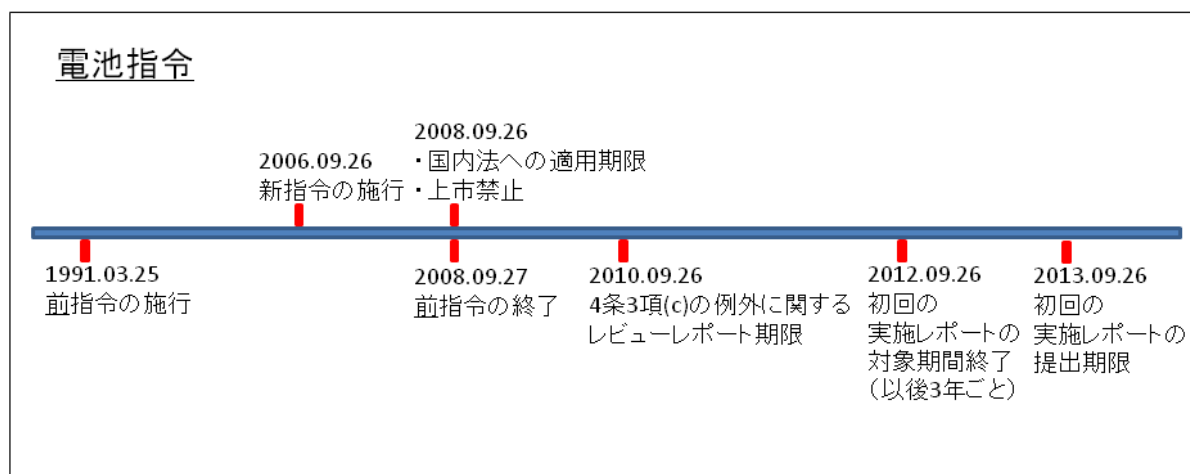 電池指令
2008.09.26
・国内法への適用期限
・上市禁止
2006.09.26
新指令の施行
1991.03.25
前指令の施行
2008.09.27
前指令の終了
2010.09.26
4条3項(c)の例外に関する
レビューレポート期限
2012.09.26
初回の
実施レポートの
対象期間終了
(以後3年ごと)
2013.09.26
初回の
実施レポートの
提出期限